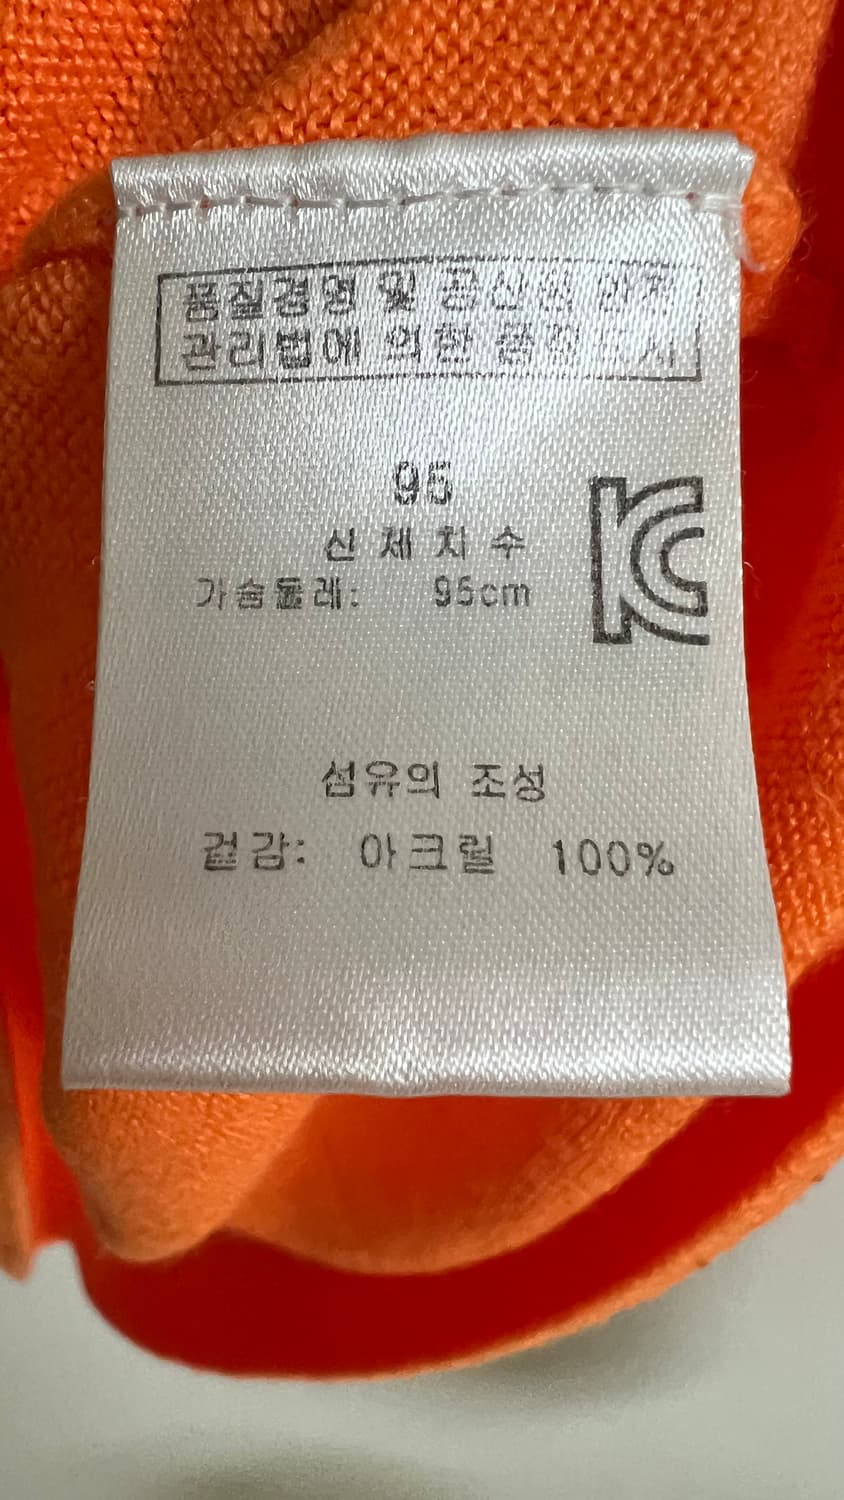 품질경영 및 공산품 안전
관리법에 의한 품질표시
95
신 체 치 수
가슴둘레: 95cm
KC
섬유의 조성
겉감: 아크릴 100%